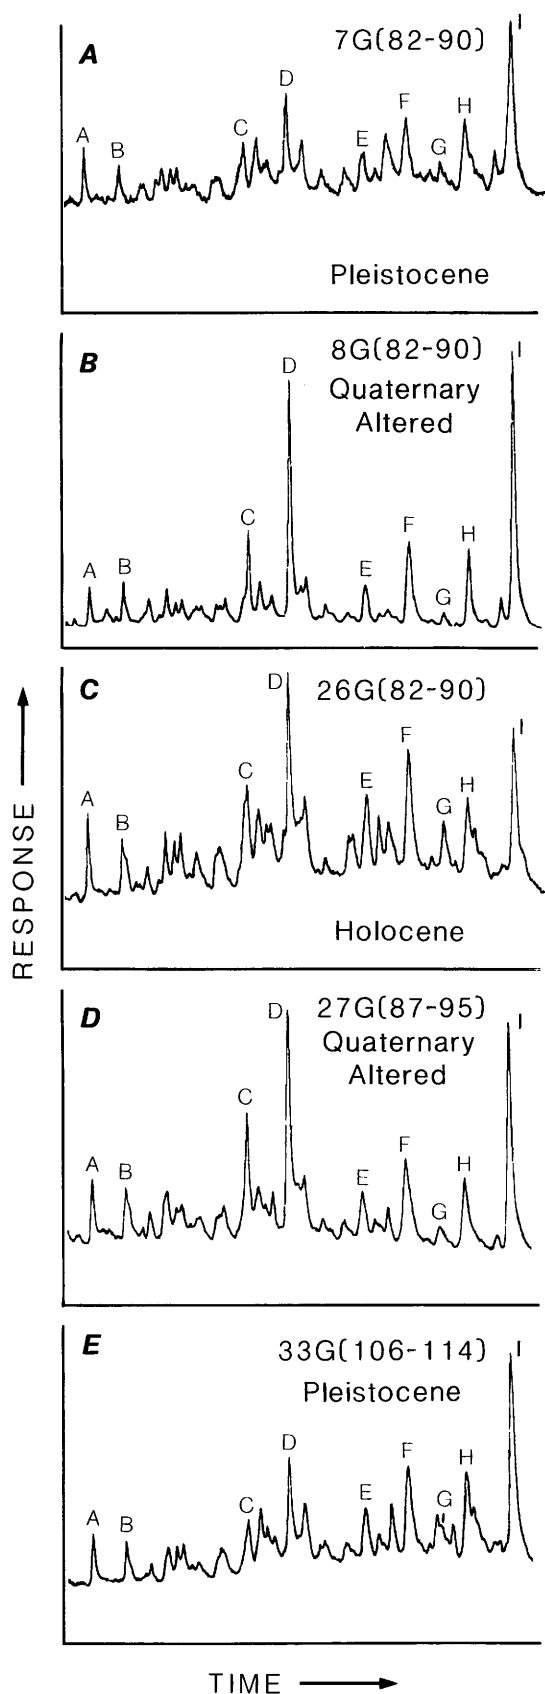 A
7G(82-90)
I
D
A
B
C
E
F
G
H
Pleistocene
B
8G(82-90)
Quaternary
Altered
I
D
A
B
C
E
F
G
H
C
26G(82-90)
D
I
A
B
C
E
F
G
H
Holocene
D
27G(87-95)
Quaternary
Altered
D
I
A
B
C
E
F
G
H
E
33G(106-114)
Pleistocene
I
A
B
C
D
E
F
G
H
RESPONSE
TIME